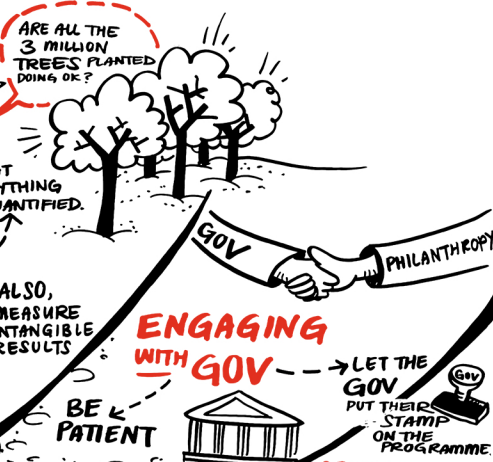 ARE ALL THE
3 MILLION
TREES PLANTED
DOING OK?
ANTIFIED.
ALSO,
MEASURE
INTANGIBLE
RESULTS
GOV
PHILANTHROPY
ENGAGING
WITH GOV
BE
PATIENT
LET THE
GOV
PUT THEIR
STAMP
ON THE
PROGRAMME.
GOV